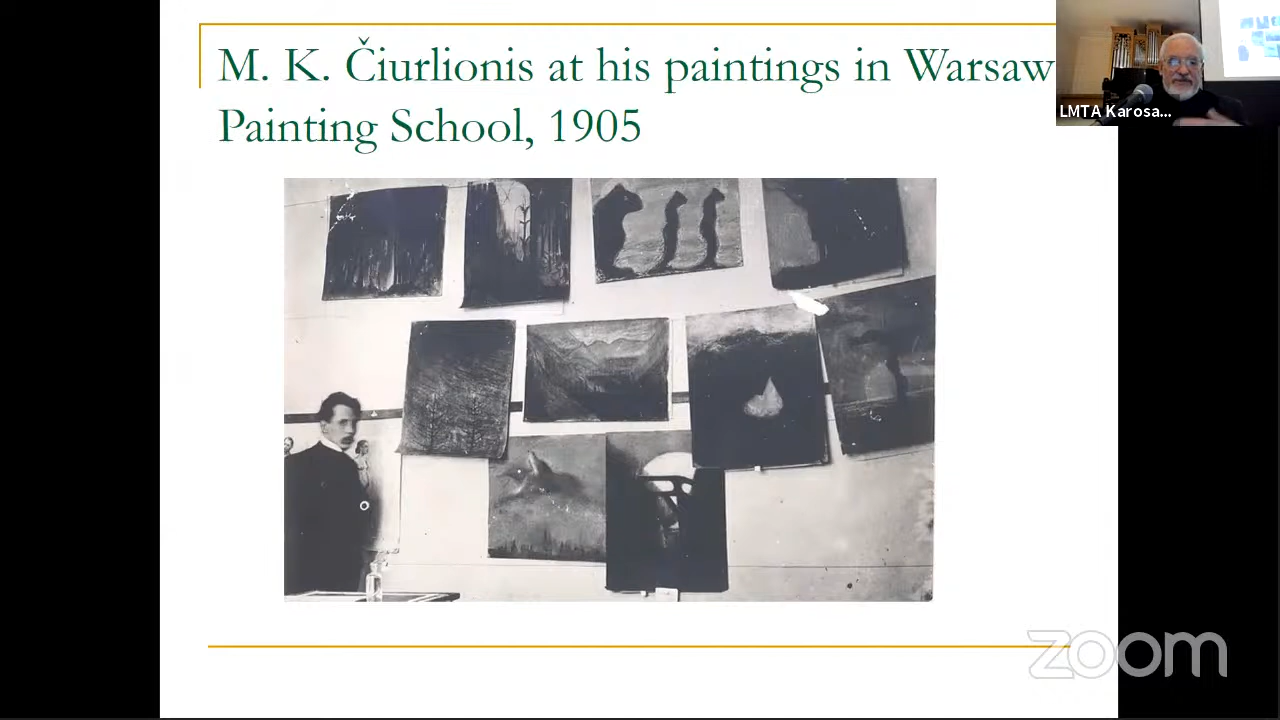 M. K. Čiurlionis at his paintings in Warsaw
Painting School, 1905
LMTA Karosa...
zoom